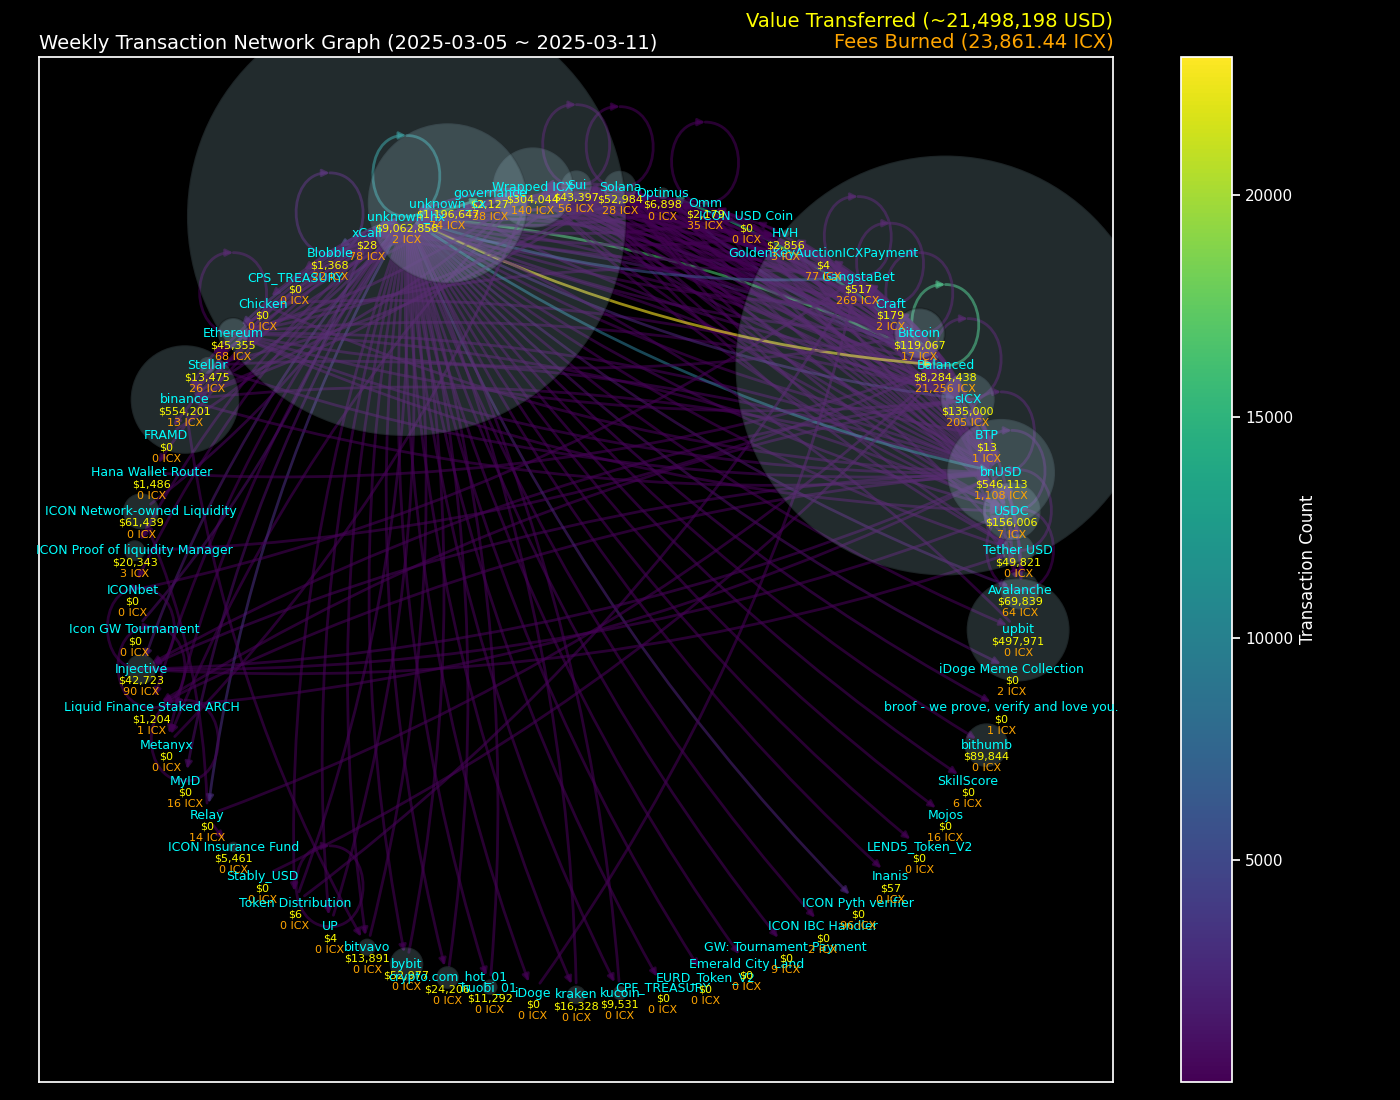 Value Transferred (~21,498,198 USD)
Weekly Transaction Network Graph (2025-03-05 ~ 2025-03-11)
Fees Burned (23,861.44 ICX)
governance
$2,127
78 ICX
Wrapped ICX
$304,044
140 ICX
Sui
$43,397
56 ICX
Solana
$52,984
28 ICX
Optimus
$6,898
0 ICX
Omm
$2,179
35 ICX
ICON USD Coin
$0
0 ICX
HVH
$2,856
3 ICX
GoldenKeyAuctionICXPayment
$4
77 ICX
GangstaBet
$517
269 ICX
Craft
$179
2 ICX
Bitcoin
$119,067
17 ICX
Balanced
$8,284,438
21,256 ICX
sICX
$135,000
205 ICX
BTP
$13
1 ICX
bnUSD
$546,113
1,108 ICX
USDC
$156,006
7 ICX
Tether USD
$49,821
0 ICX
Avalanche
$69,839
64 ICX
upbit
$497,971
0 ICX
iDoge Meme Collection
$0
2 ICX
broof - we prove, verify and love you.
$0
1 ICX
bithumb
$89,844
0 ICX
SkillScore
$0
6 ICX
Mojos
$0
16 ICX
LEND5_Token_V2
$0
0 ICX
Inanis
$57
0 ICX
ICON Pyth verifier
$0
ICX
ICON IBC Handler
$0
2 ICX
GW: Tournament Payment
$0
9 ICX
Emerald City Land
$0
0 ICX
EURD_Token_V2
$0
0 ICX
CPF_TREASURY
$0
0 ICX
kucoin_
$9,531
0 ICX
kraken
$16,328
0 ICX
iDoge
$0
0 ICX
Huobi_01
$11,292
0 ICX
crypto.com_hot_01
$24,206
0 ICX
bybit
$52,077
0 ICX
bitvavo
$13,891
0 ICX
UP
$4
0 ICX
Token Distribution
$6
0 ICX
Stably_USD
$0
0 ICX
ICON Insurance Fund
$5,461
0 ICX
Relay
$0
14 ICX
MyID
$0
16 ICX
Metanyx
$0
0 ICX
Liquid Finance Staked ARCH
$1,204
1 ICX
Injective
$42,723
90 ICX
Icon GW Tournament
$0
0 ICX
ICONbet
$0
0 ICX
ICON Proof of liquidity Manager
$20,343
3 ICX
ICON Network-owned Liquidity
$61,439
0 ICX
Hana Wallet Router
$1,486
0 ICX
FRAMD
$0
0 ICX
binance
$554,201
13 ICX
Stellar
$13,475
26 ICX
Ethereum
$45,355
68 ICX
Chicken
$0
0 ICX
CPS_TREASURY
$0
0 ICX
Blobble
$1,368
ICX
xCall
$28
78 ICX
unknown_hx
$9,062,858
2 ICX
unknown
$1,196,647
ICX
20000
15000
10000
5000
Transaction Count